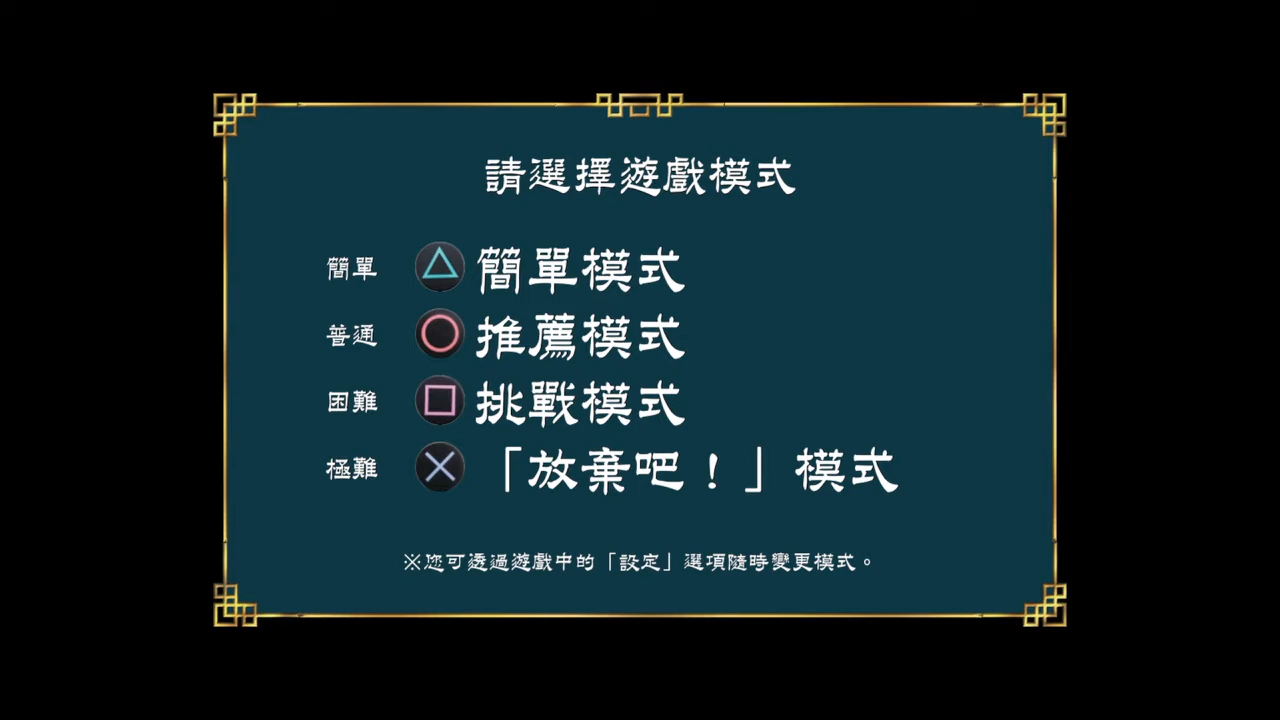 請選擇遊戲模式
簡單 簡單模式
普通 推薦模式
困難 挑戰模式
極難 「放棄吧！」模式
※您可透過遊戲中的「設定」選項隨時變更模式。